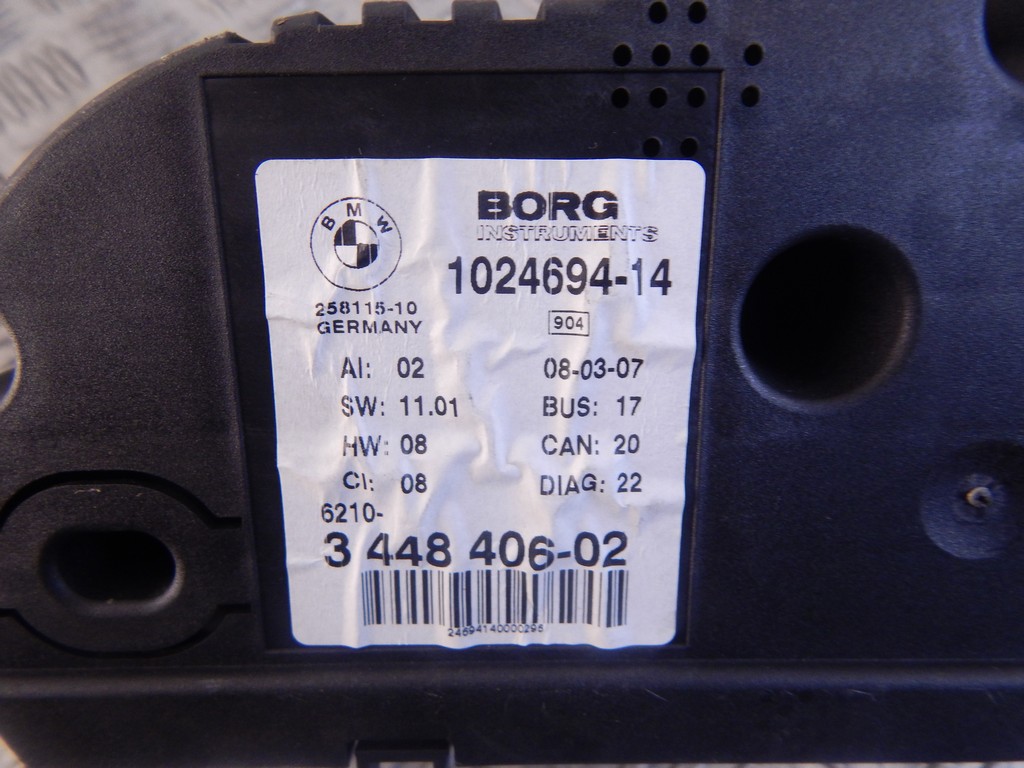 BMW
BORG
INSTRUMENTS
1024694-14
258115-10
GERMANY
904
AI: 02 08-03-07
SW: 11.01 BUS: 17
HW: 08 CAN: 20
CI: 08 DIAG: 22
6210-
3 448 406-02
24694140000295